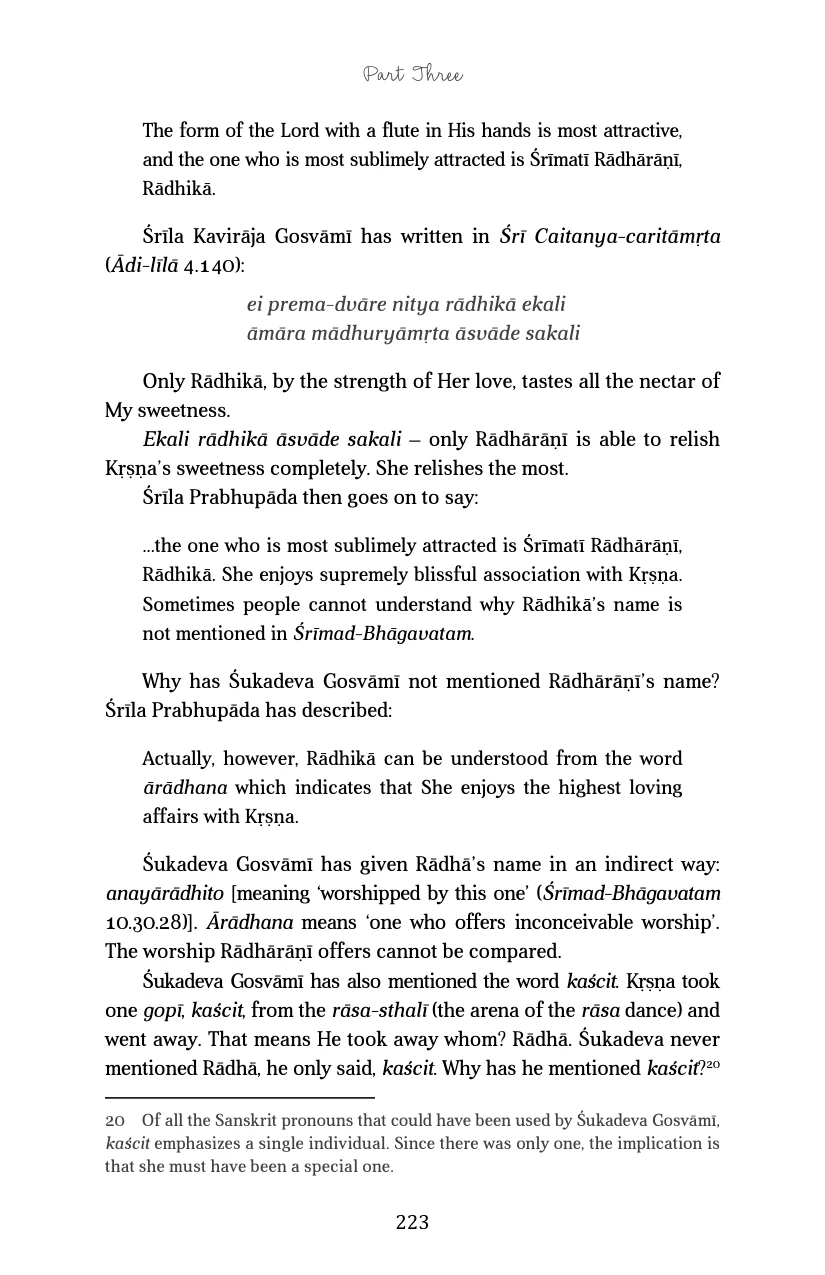 Part Three
The form of the Lord with a flute in His hands is most attractive,
and the one who is most sublimely attracted is Śrīmatī Rādhārāṇī,
Rādhikā.
Śrīla Kavirāja Gosvāmī has written in Śrī Caitanya-caritāmṛta
(Ādi-līlā 4.140):
ei prema-dvāre nitya rādhikā ekali
āmāra mādhuryāmṛta āsvāde sakali
Only Rādhikā, by the strength of Her love, tastes all the nectar of
My sweetness.
Ekali rādhikā āsvāde sakali – only Rādhārāṇī is able to relish
Kṛṣṇa’s sweetness completely. She relishes the most.
Śrīla Prabhupāda then goes on to say:
...the one who is most sublimely attracted is Śrīmatī Rādhārāṇī,
Rādhikā. She enjoys supremely blissful association with Kṛṣṇa.
Sometimes people cannot understand why Rādhikā’s name is
not mentioned in Śrīmad-Bhāgavatam.
Why has Śukadeva Gosvāmī not mentioned Rādhārāṇī’s name?
Śrīla Prabhupāda has described:
Actually, however, Rādhikā can be understood from the word
ārādhana which indicates that She enjoys the highest loving
affairs with Kṛṣṇa.
Śukadeva Gosvāmī has given Rādhā’s name in an indirect way:
anayārādhito [meaning ‘worshipped by this one’ (Śrīmad-Bhāgavatam
10.30.28)]. Ārādhana means ‘one who offers inconceivable worship’.
The worship Rādhārāṇī offers cannot be compared.
Śukadeva Gosvāmī has also mentioned the word kaścit. Kṛṣṇa took
one gopī, kaścit, from the rāsa-sthalī (the arena of the rāsa dance) and
went away. That means He took away whom? Rādhā. Śukadeva never
mentioned Rādhā, he only said, kaścit. Why has he mentioned kaścit?20
20 Of all the Sanskrit pronouns that could have been used by Śukadeva Gosvāmī,
kaścit emphasizes a single individual. Since there was only one, the implication is
that she must have been a special one.
223